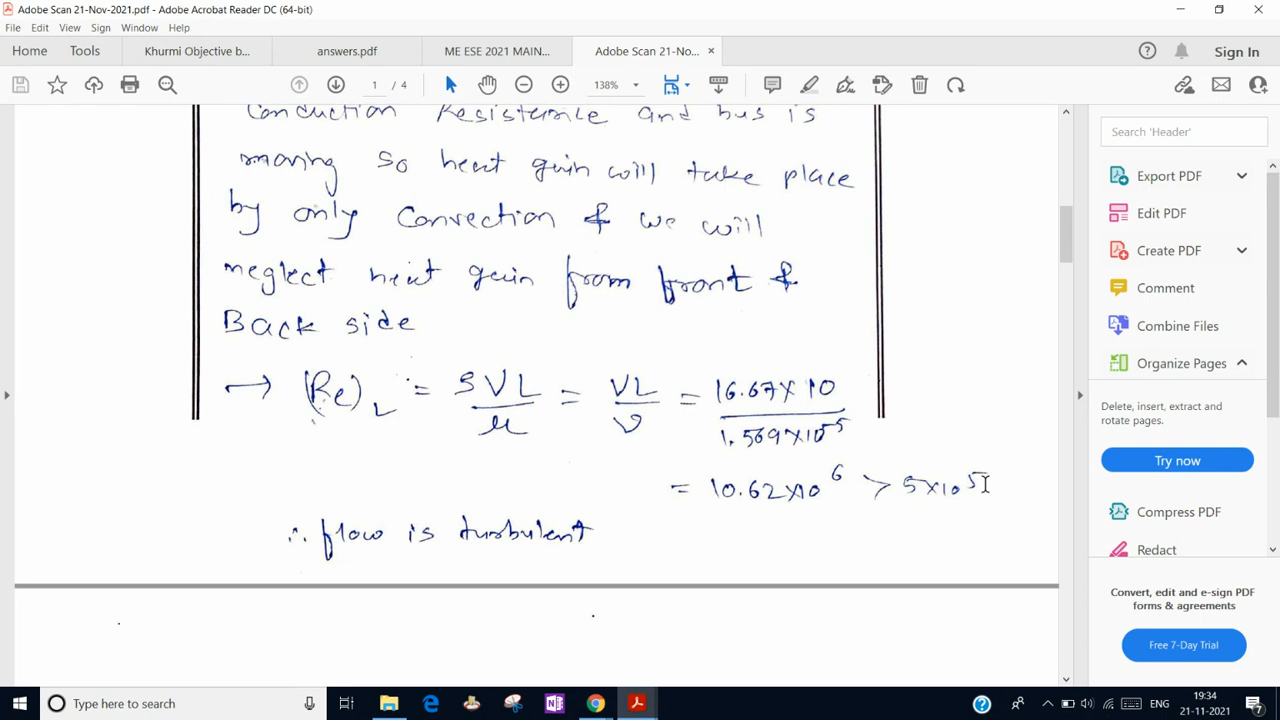 Adobe Scan 21-Nov-2021.pdf - Adobe Acrobat Reader DC (64-bit)
File Edit View Sign Window Help
Home Tools Khurmi Objective b... answers.pdf ME ESE 2021 MAIN... Adobe Scan 21-No... × Sign In
1 / 4 138%
Conduction Resistance and bus is
moving so heat gain will take place
by only Convection & we will
neglect heat gain from front &
Back side
→ (Re)L = ρVL/μ = VL/ν = 16.67×10/1.569×10⁻⁵
= 10.62×10⁶ > 5×10⁵
∴ flow is turbulent
Search 'Header'
Export PDF
Edit PDF
Create PDF
Comment
Combine Files
Organize Pages
Delete, insert, extract and
rotate pages.
Try now
Compress PDF
Redact
Convert, edit and e-sign PDF
forms & agreements
Free 7-Day Trial
Type here to search
ENG
19:34
21-11-2021
7